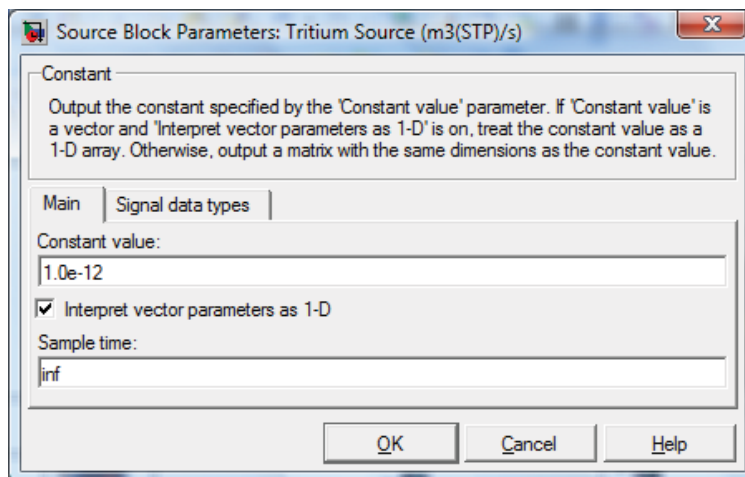 Source Block Parameters: Tritium Source (m3(STP)/s)
Constant
Output the constant specified by the 'Constant value' parameter. If 'Constant value' is
a vector and 'Interpret vector parameters as 1-D' is on, treat the constant value as a
1-D array. Otherwise, output a matrix with the same dimensions as the constant value.
Main Signal data types
Constant value:
1.0e-12
Interpret vector parameters as 1-D
Sample time:
inf
OK Cancel Help